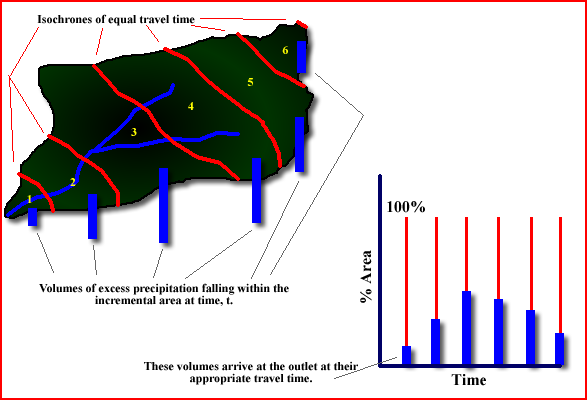 Isochrones of equal travel time
6
5
4
3
2
1
100%
% Area
Volumes of excess precipitation falling within the
incremental area at time, t.
These volumes arrive at the outlet at their
appropriate travel time.
Time